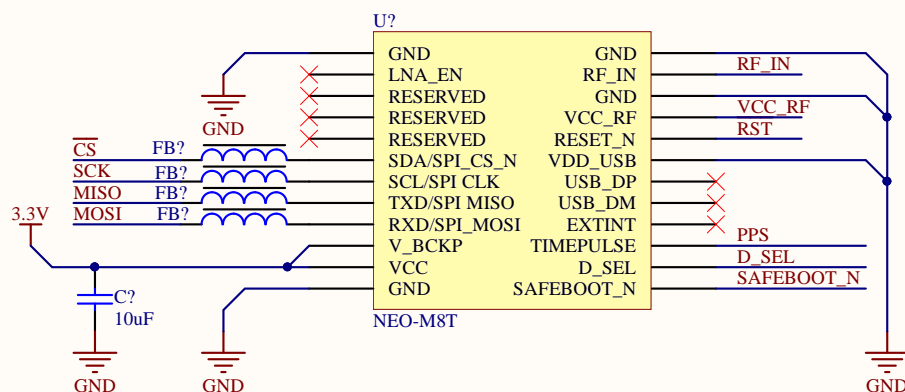 U?
GND GND
LNA_EN RF_IN RF_IN
RESERVED GND
RESERVED VCC_RF VCC_RF
GND RESERVED RESET_N RST
CS FB? SDA/SPI_CS_N VDD_USB
SCK FB? SCL/SPI CLK USB_DP
MISO FB? TXD/SPI MISO USB_DM
MOSI FB? RXD/SPI_MOSI EXTINT
3.3V V_BCKP TIMEPULSE PPS
VCC D_SEL D_SEL
C? GND SAFEBOOT_N SAFEBOOT_N
10uF NEO-M8T
GND GND GND